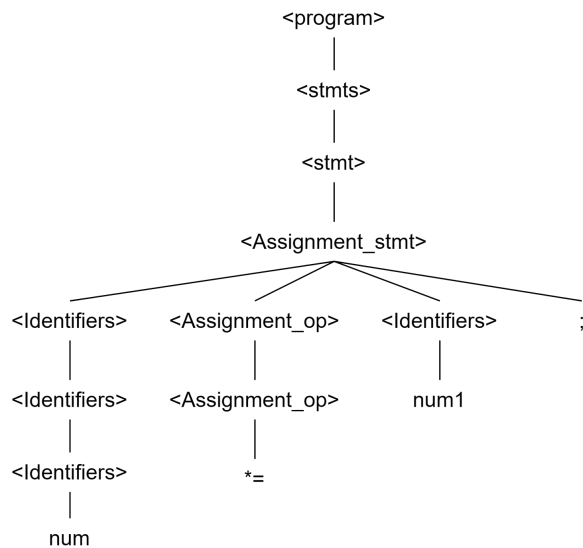 <program>
<stmts>
<stmt>
<Assignment_stmt>
<Identifiers> <Assignment_op> <Identifiers> ;
<Identifiers> <Assignment_op> num1
<Identifiers> *=
num